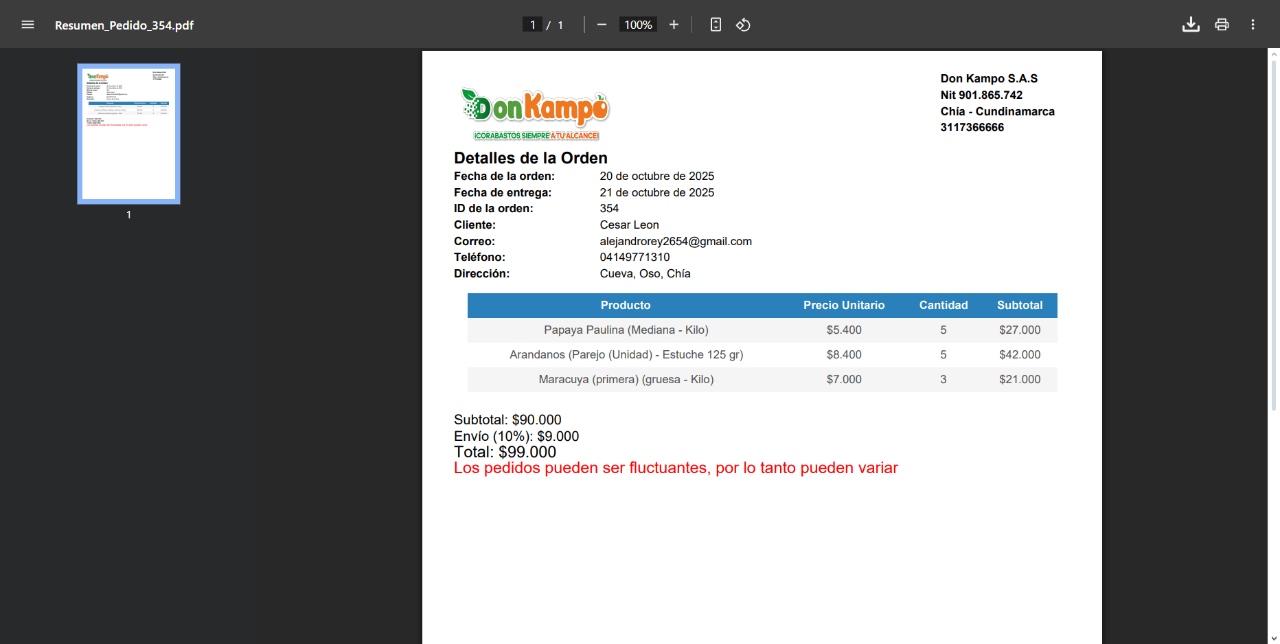 Resumen_Pedido_354.pdf
1 / 1
100%
1
DonKampo
¡CORABASTOS SIEMPRE A TU ALCANCE!
Don Kampo S.A.S
Nit 901.865.742
Chía - Cundinamarca
3117366666
Detalles de la Orden
Fecha de la orden: 20 de octubre de 2025
Fecha de entrega: 21 de octubre de 2025
ID de la orden: 354
Cliente: Cesar Leon
Correo: alejandrorey2654@gmail.com
Teléfono: 04149771310
Dirección: Cueva, Oso, Chía
Producto Precio Unitario Cantidad Subtotal
Papaya Paulina (Mediana - Kilo) $5.400 5 $27.000
Arandanos (Parejo (Unidad) - Estuche 125 gr) $8.400 5 $42.000
Maracuya (primera) (gruesa - Kilo) $7.000 3 $21.000
Subtotal: $90.000
Envío (10%): $9.000
Total: $99.000
Los pedidos pueden ser fluctuantes, por lo tanto pueden variar